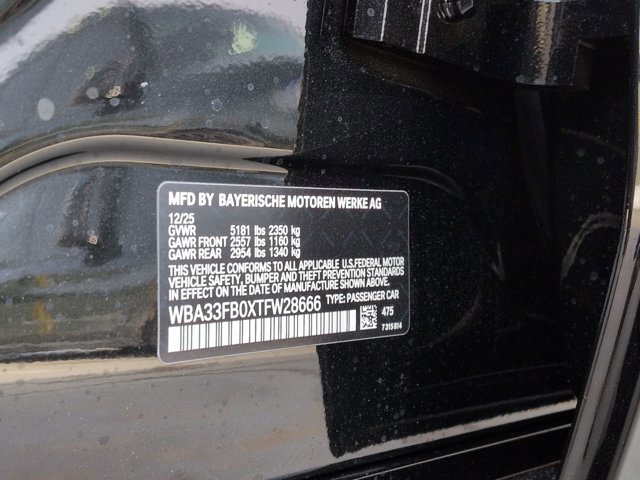 MFD BY BAYERISCHE MOTOREN WERKE AG
12/25
GVWR 5181 lbs 2350 kg
GAWR FRONT 2557 lbs 1160 kg
GAWR REAR 2954 lbs 1340 kg
THIS VEHICLE CONFORMS TO ALL APPLICABLE U.S.FEDERAL MOTOR
VEHICLE SAFETY, BUMPER AND THEFT PREVENTION STANDARDS
IN EFFECT ON THE DATE OF MANUFACTURE SHOWN ABOVE.
WBA33FB0XTFW28666 TYPE: PASSENGER CAR
475
7315814